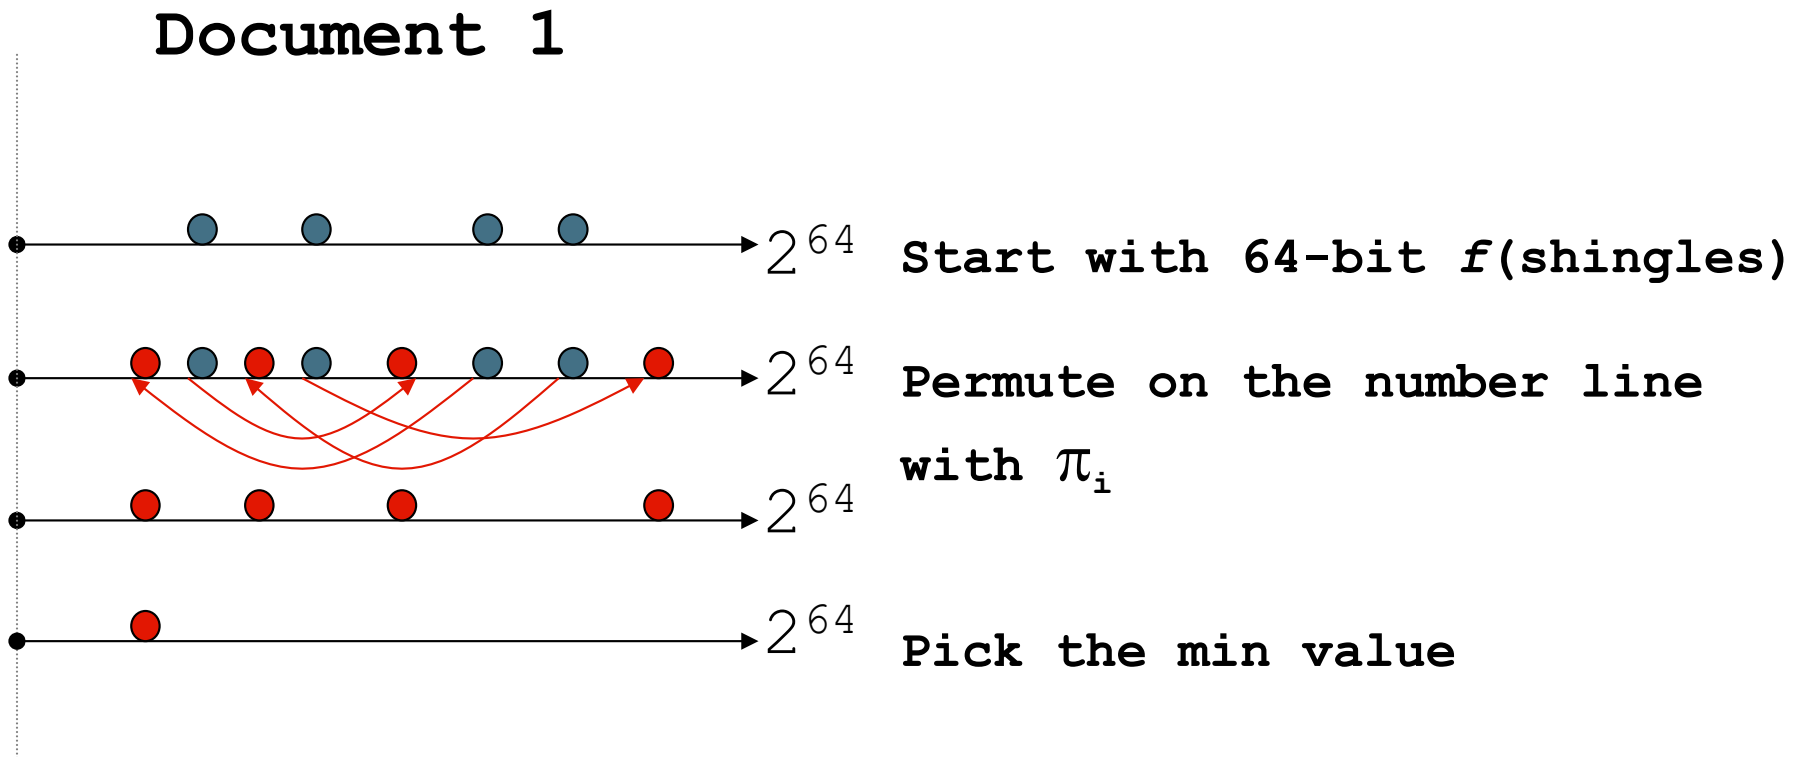 Document 1
2^64 Start with 64-bit f(shingles)
2^64 Permute on the number line
with π_i
2^64
2^64 Pick the min value